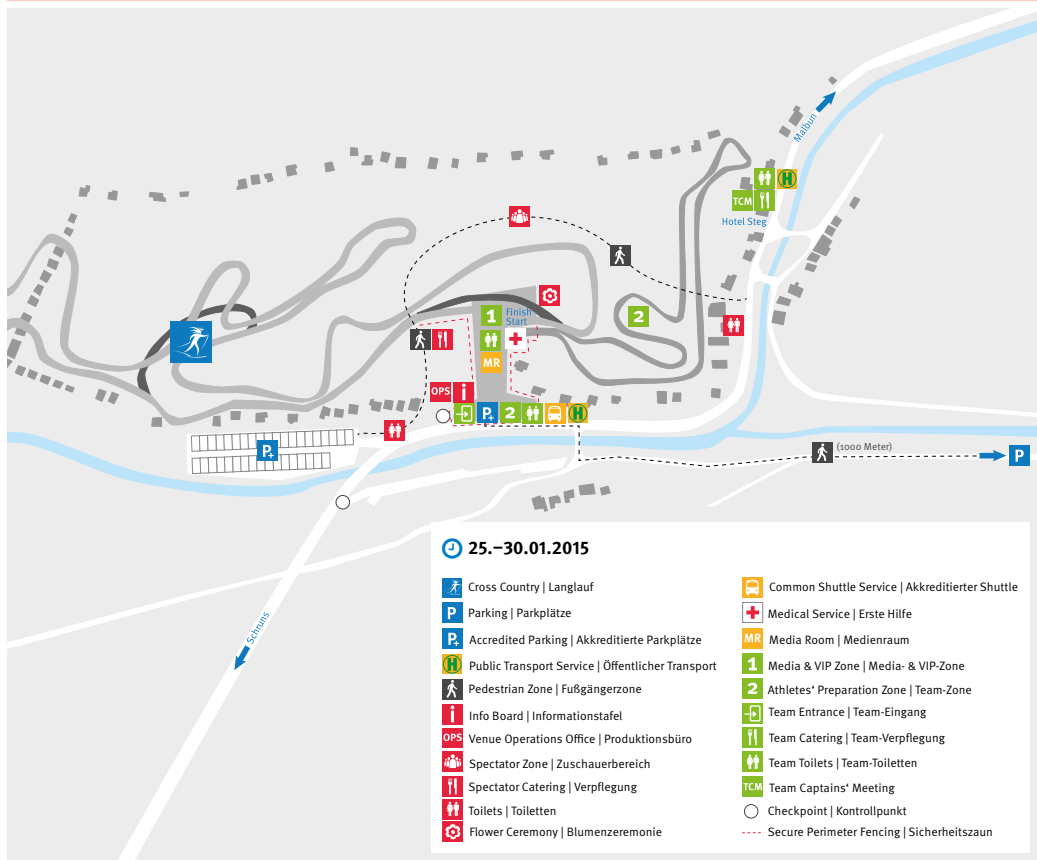 Malbun
H
TCM
Hotel Steg
1
Finish
Start
2
MR
OPS
i
P+
2
H
P+
(1000 Meter)
P
Schruns
25.–30.01.2015
Cross Country | Langlauf
P Parking | Parkplätze
P+ Accredited Parking | Akkreditierte Parkplätze
H Public Transport Service | Öffentlicher Transport
Pedestrian Zone | Fußgängerzone
i Info Board | Informationstafel
OPS Venue Operations Office | Produktionsbüro
Spectator Zone | Zuschauerbereich
Spectator Catering | Verpflegung
Toilets | Toiletten
Flower Ceremony | Blumenzeremonie
Common Shuttle Service | Akkreditierter Shuttle
Medical Service | Erste Hilfe
MR Media Room | Medienraum
1 Media & VIP Zone | Media- & VIP-Zone
2 Athletes‘ Preparation Zone | Team-Zone
Team Entrance | Team-Eingang
Team Catering | Team-Verpflegung
Team Toilets | Team-Toiletten
TCM Team Captains‘ Meeting
Checkpoint | Kontrollpunkt
Secure Perimeter Fencing | Sicherheitszaun